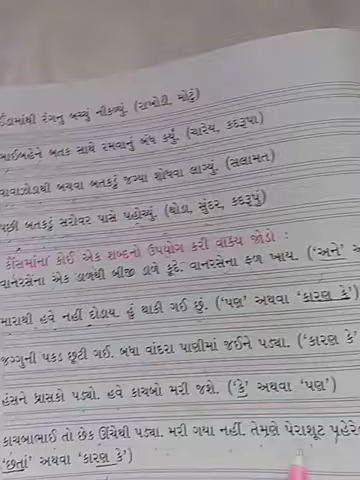 ઈંડામાંથી રંગનું બચ્ચું નીકળ્યું. (રાખોડી, મોટું)
ભાઈબહેને બતક સાથે રમવાનું બંધ કર્યું. (ચારેય, કદરૂપા)
વાવાઝોડાથી બચવા બતકડું જગ્યા શોધવા લાગ્યું. (સલામત)
પછી બતકડું સરોવર પાસે પહોંચ્યું. (થોડા, સુંદર, કદરૂપું)
કૌંસમાંના કોઈ એક શબ્દનો ઉપયોગ કરી વાક્ય જોડો :
વાનરસેના એક ડાળથી બીજી ડાળે કૂદે. વાનરસેના ફળ ખાય. ('અને'
મારાથી હવે નહીં દોડાય. હું થાકી ગઈ છું. ('પણ' અથવા 'કારણ કે')
જગ્ગુની પકડ છૂટી ગઈ. બધા વાંદરા પાણીમાં જઈને પડ્યા. ('કારણ કે'
હંસને ધ્રાસકો પડ્યો. હવે કાચબો મરી જશે. ('કે' અથવા 'પણ')
કાચબાભાઈ તો છેક ઊંચેથી પડ્યા. મરી ગયા નહીં. તેમણે પેરાશૂટ પહેરે
'છતાં' અથવા 'કારણ કે')